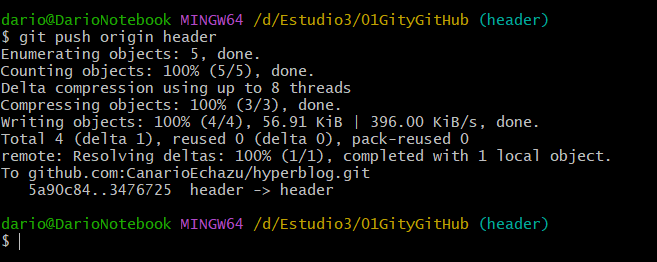 dario@DarioNotebook MINGW64 /d/Estudio3/01GityGitHub (header)
$ git push origin header
Enumerating objects: 5, done.
Counting objects: 100% (5/5), done.
Delta compression using up to 8 threads
Compressing objects: 100% (3/3), done.
Writing objects: 100% (4/4), 56.91 KiB | 396.00 KiB/s, done.
Total 4 (delta 1), reused 0 (delta 0), pack-reused 0
remote: Resolving deltas: 100% (1/1), completed with 1 local object.
To github.com:CanarioEchazu/hyperblog.git
   5a90c84..3476725  header -> header
dario@DarioNotebook MINGW64 /d/Estudio3/01GityGitHub (header)
$